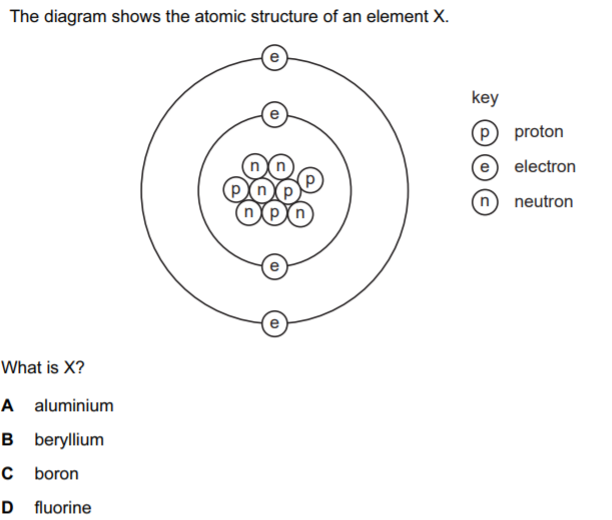 The diagram shows the atomic structure of an element X.
e
e
n n
p n p p
n p n
e
e
key
p proton
e electron
n neutron
What is X?
A aluminium
B beryllium
C boron
D fluorine